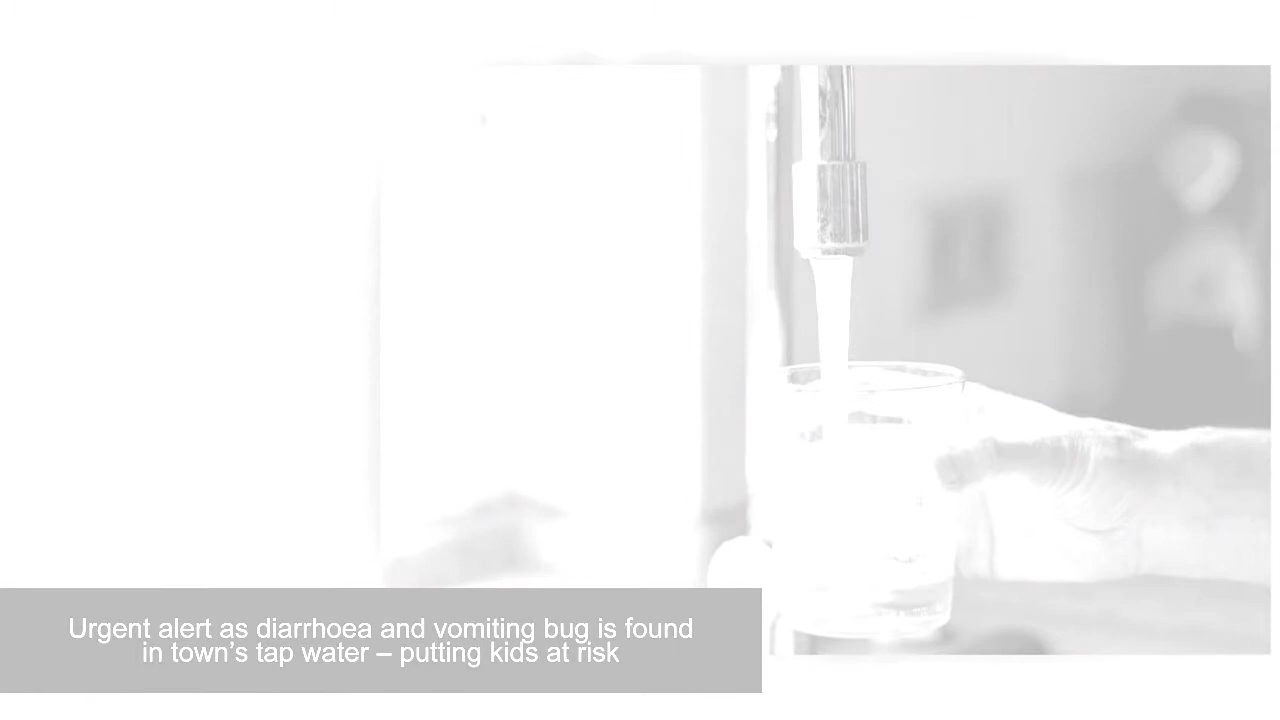 Urgent alert as diarrhoea and vomiting bug is found
in town’s tap water – putting kids at risk